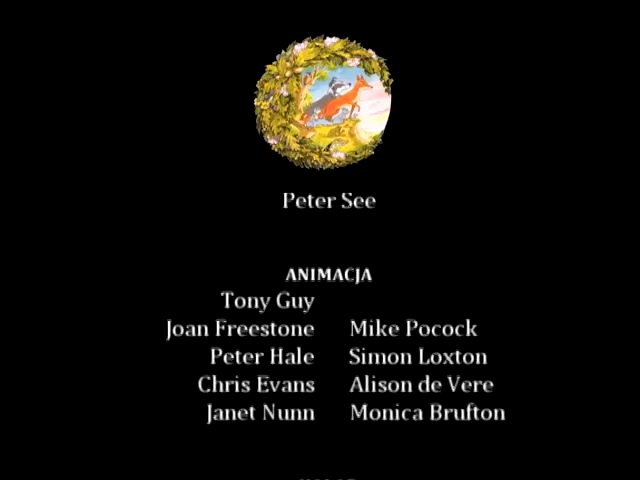 Peter See
ANIMACJA
Tony Guy
Joan Freestone Mike Pocock
Peter Hale Simon Loxton
Chris Evans Alison de Vere
Janet Nunn Monica Brufton